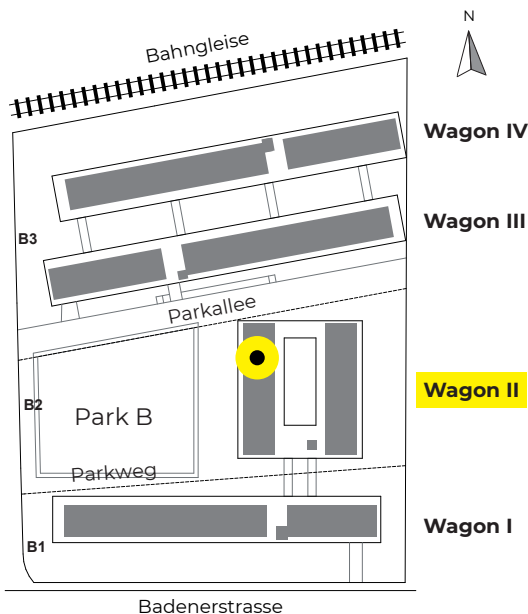 N
Bahngleise
Wagon IV
Wagon III
B3
Parkallee
Wagon II
B2
Park B
Parkweg
Wagon I
B1
Badenerstrasse